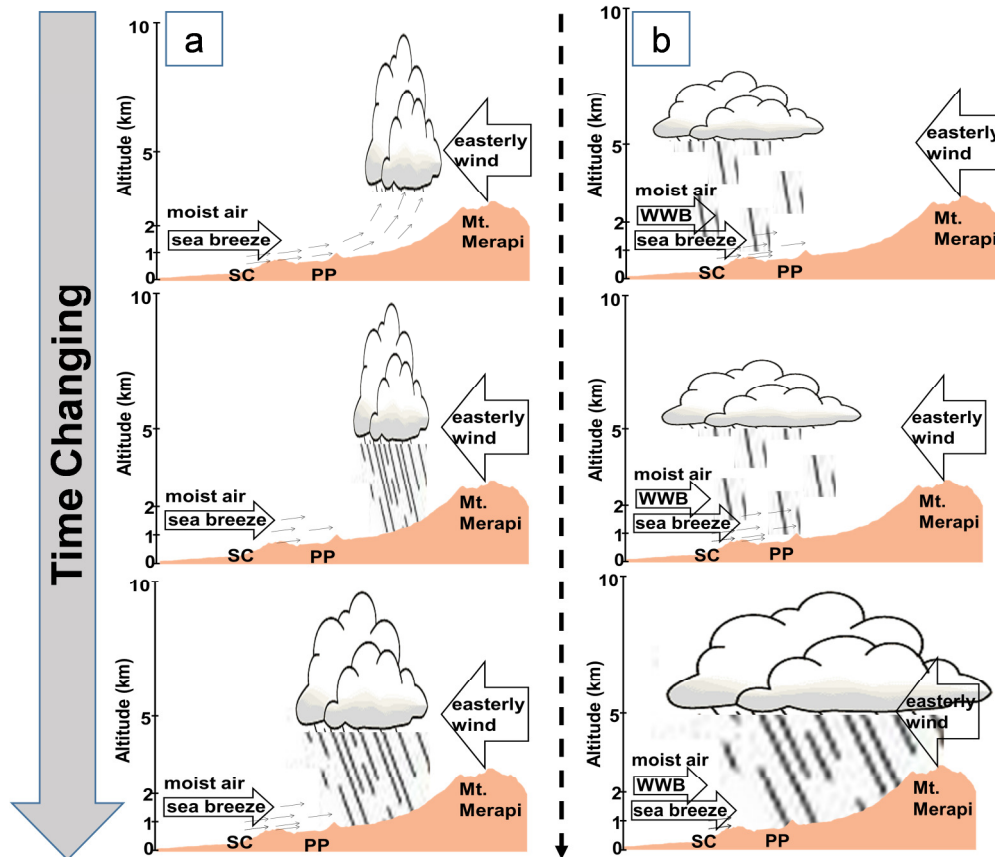 Time Changing
a
10
Altitude (km)
5
2
1
0
easterly
wind
moist air
sea breeze
Mt.
Merapi
SC
PP
10
Altitude (km)
5
2
1
0
easterly
wind
moist air
sea breeze
Mt.
Merapi
SC
PP
10
Altitude (km)
5
2
1
0
easterly
wind
moist air
sea breeze
Mt.
Merapi
SC
PP
b
10
Altitude (km)
5
2
1
0
easterly
wind
moist air
WWB
sea breeze
Mt.
Merapi
SC
PP
10
Altitude (km)
5
2
1
0
easterly
wind
moist air
WWB
sea breeze
Mt.
Merapi
SC
PP
10
Altitude (km)
5
2
1
0
easterly
wind
moist air
WWB
sea breeze
Mt.
Merapi
SC
PP